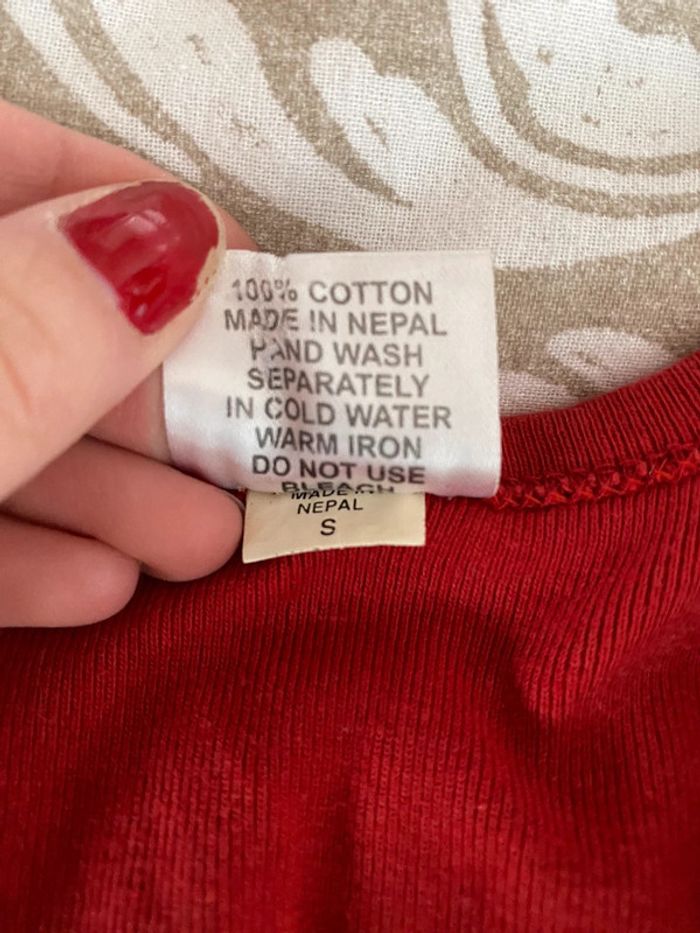 100% COTTON
MADE IN NEPAL
HAND WASH
SEPARATELY
IN COLD WATER
WARM IRON
DO NOT USE
BLEACH
MADE IN
NEPAL
S